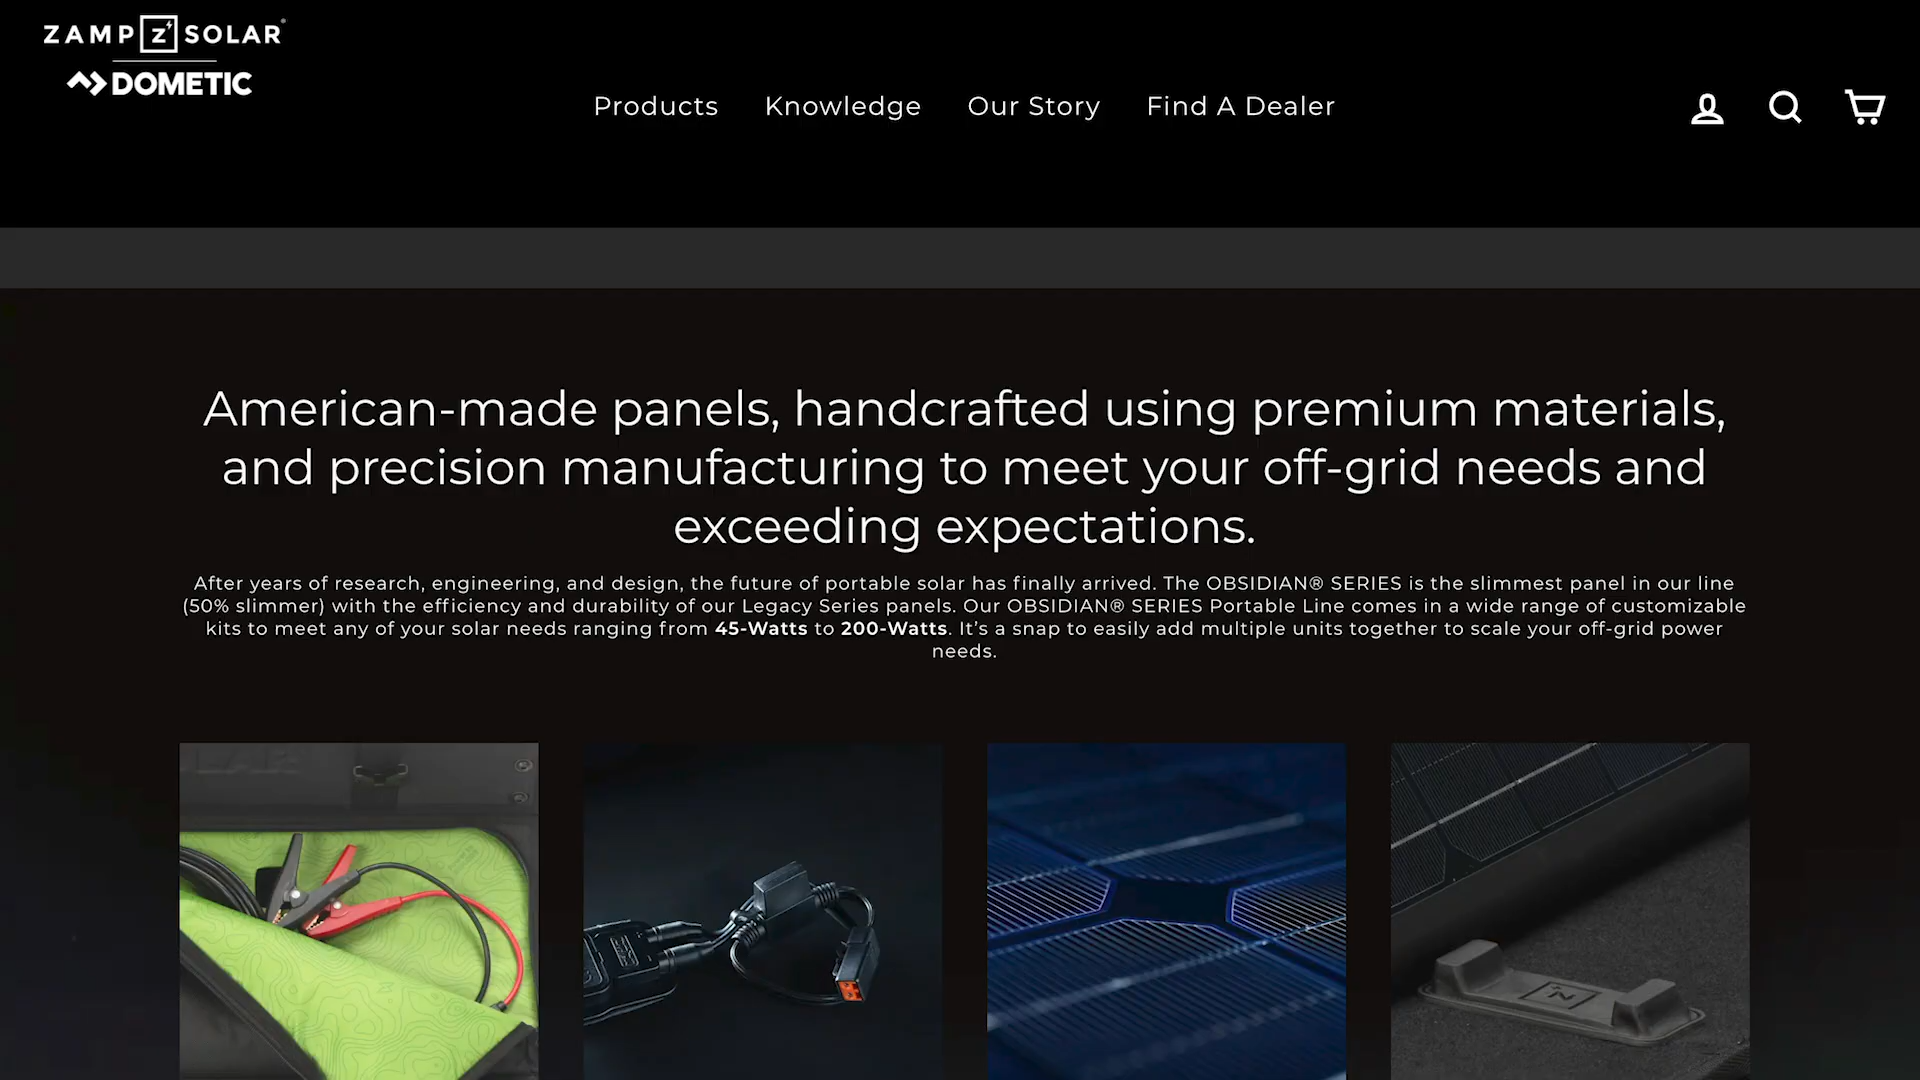 ZAMP Z SOLAR®
DOMETIC
Products Knowledge Our Story Find A Dealer
American-made panels, handcrafted using premium materials,
and precision manufacturing to meet your off-grid needs and
exceeding expectations.
After years of research, engineering, and design, the future of portable solar has finally arrived. The OBSIDIAN® SERIES is the slimmest panel in our line
(50% slimmer) with the efficiency and durability of our Legacy Series panels. Our OBSIDIAN® SERIES Portable Line comes in a wide range of customizable
kits to meet any of your solar needs ranging from 45-Watts to 200-Watts. It’s a snap to easily add multiple units together to scale your off-grid power
needs.